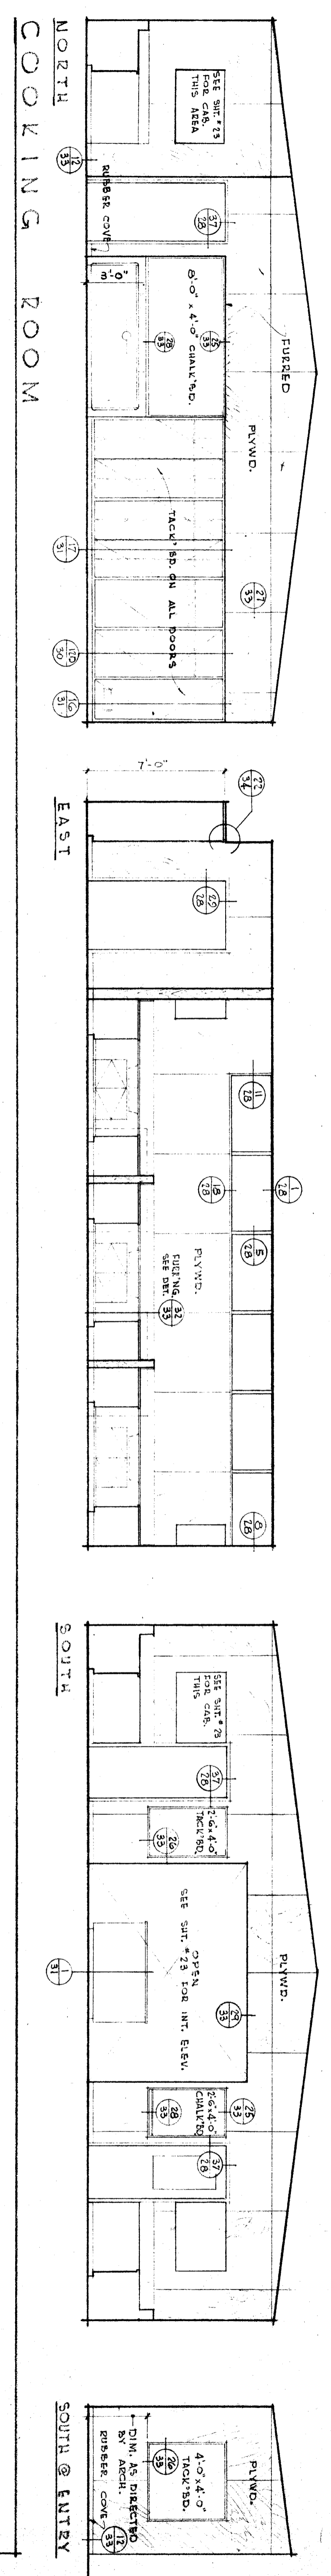 SEE SHT. #23
FOR CAB.
THIS AREA
12
33
RUBBER COVE
37
28
3'-0"
8'-0" x 4'-0" CHALK'BD.
28
33
25
33
FURRED
PLYWD.
TACK'BD. ON ALL DOORS
27
33
17
31
120
30
16
31
NORTH
COOKING ROOM
7'-0"
22
34
29
28
11
28
1
28
18
28
5
28
PLYWD.
FURR'NG.
SEE DET.
32
33
8
28
EAST
SEE SHT. #23
FOR CAB.
THIS
37
28
2'-6" x 4'-0"
TACK'BD.
26
33
OPEN
SEE SHT. #23 FOR INT. ELEV.
29
33
PLYWD.
1
31
2'-6" x 4'-0"
CHALK'BD.
25
33
28
33
37
28
SOUTH
PLYWD.
4'-0" x 4'-0"
TACK'BD.
26
33
DIM. AS DIRECTED
BY ARCH.
RUBBER COVE
12
33
SOUTH @ ENTRY